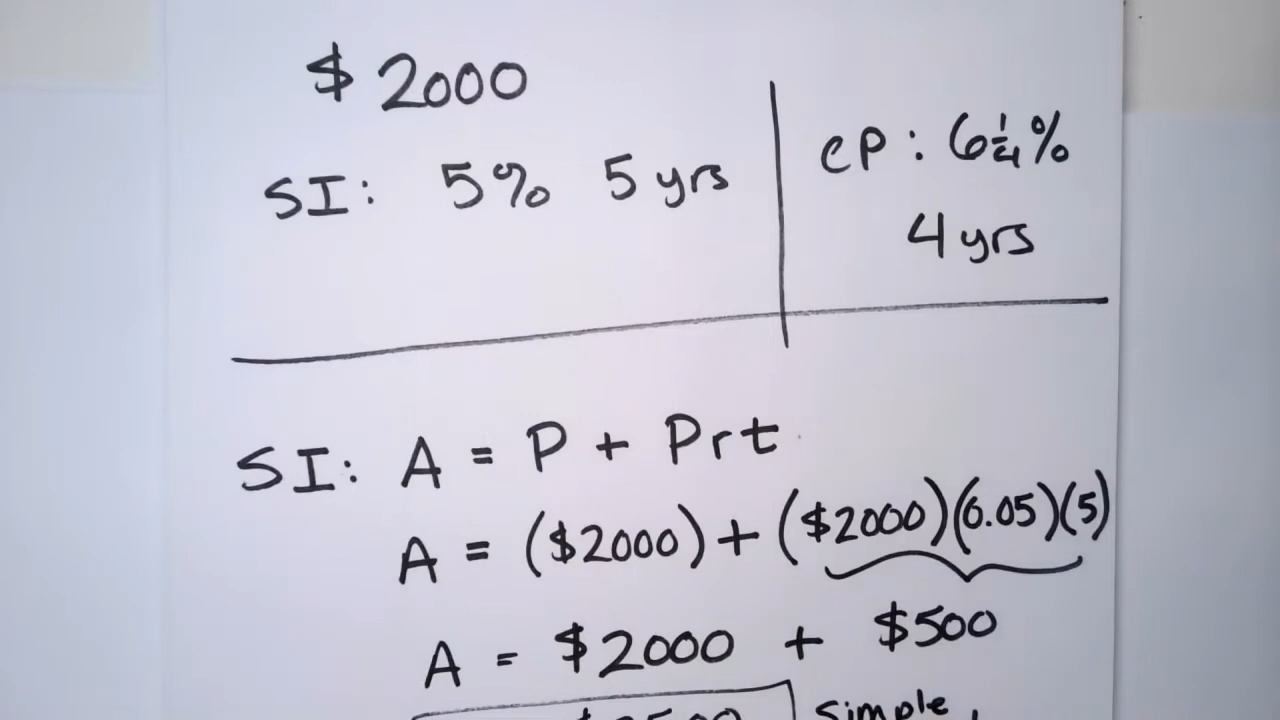 $ 2000
SI: 5% 5 yrs
CP: 6¼%
4 yrs
SI: A = P + Prt
A = ($2000) + ($2000)(0.05)(5)
A = $2000 + $500
simple